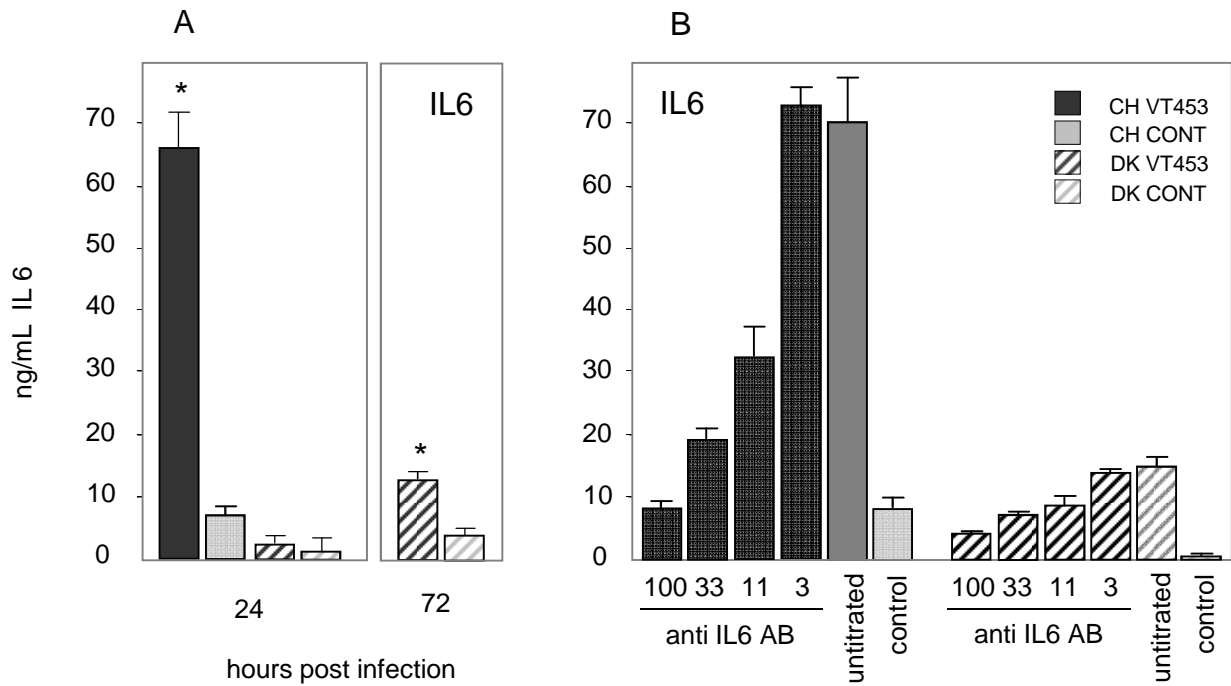 A
B
*
IL6
*
70
60
50
40
30
20
10
0
ng/mL IL 6
24
72
hours post infection
IL6
70
60
50
40
30
20
10
0
CH VT453
CH CONT
DK VT453
DK CONT
100 33 11 3 untitrated control
anti IL6 AB
100 33 11 3 untitrated control
anti IL6 AB